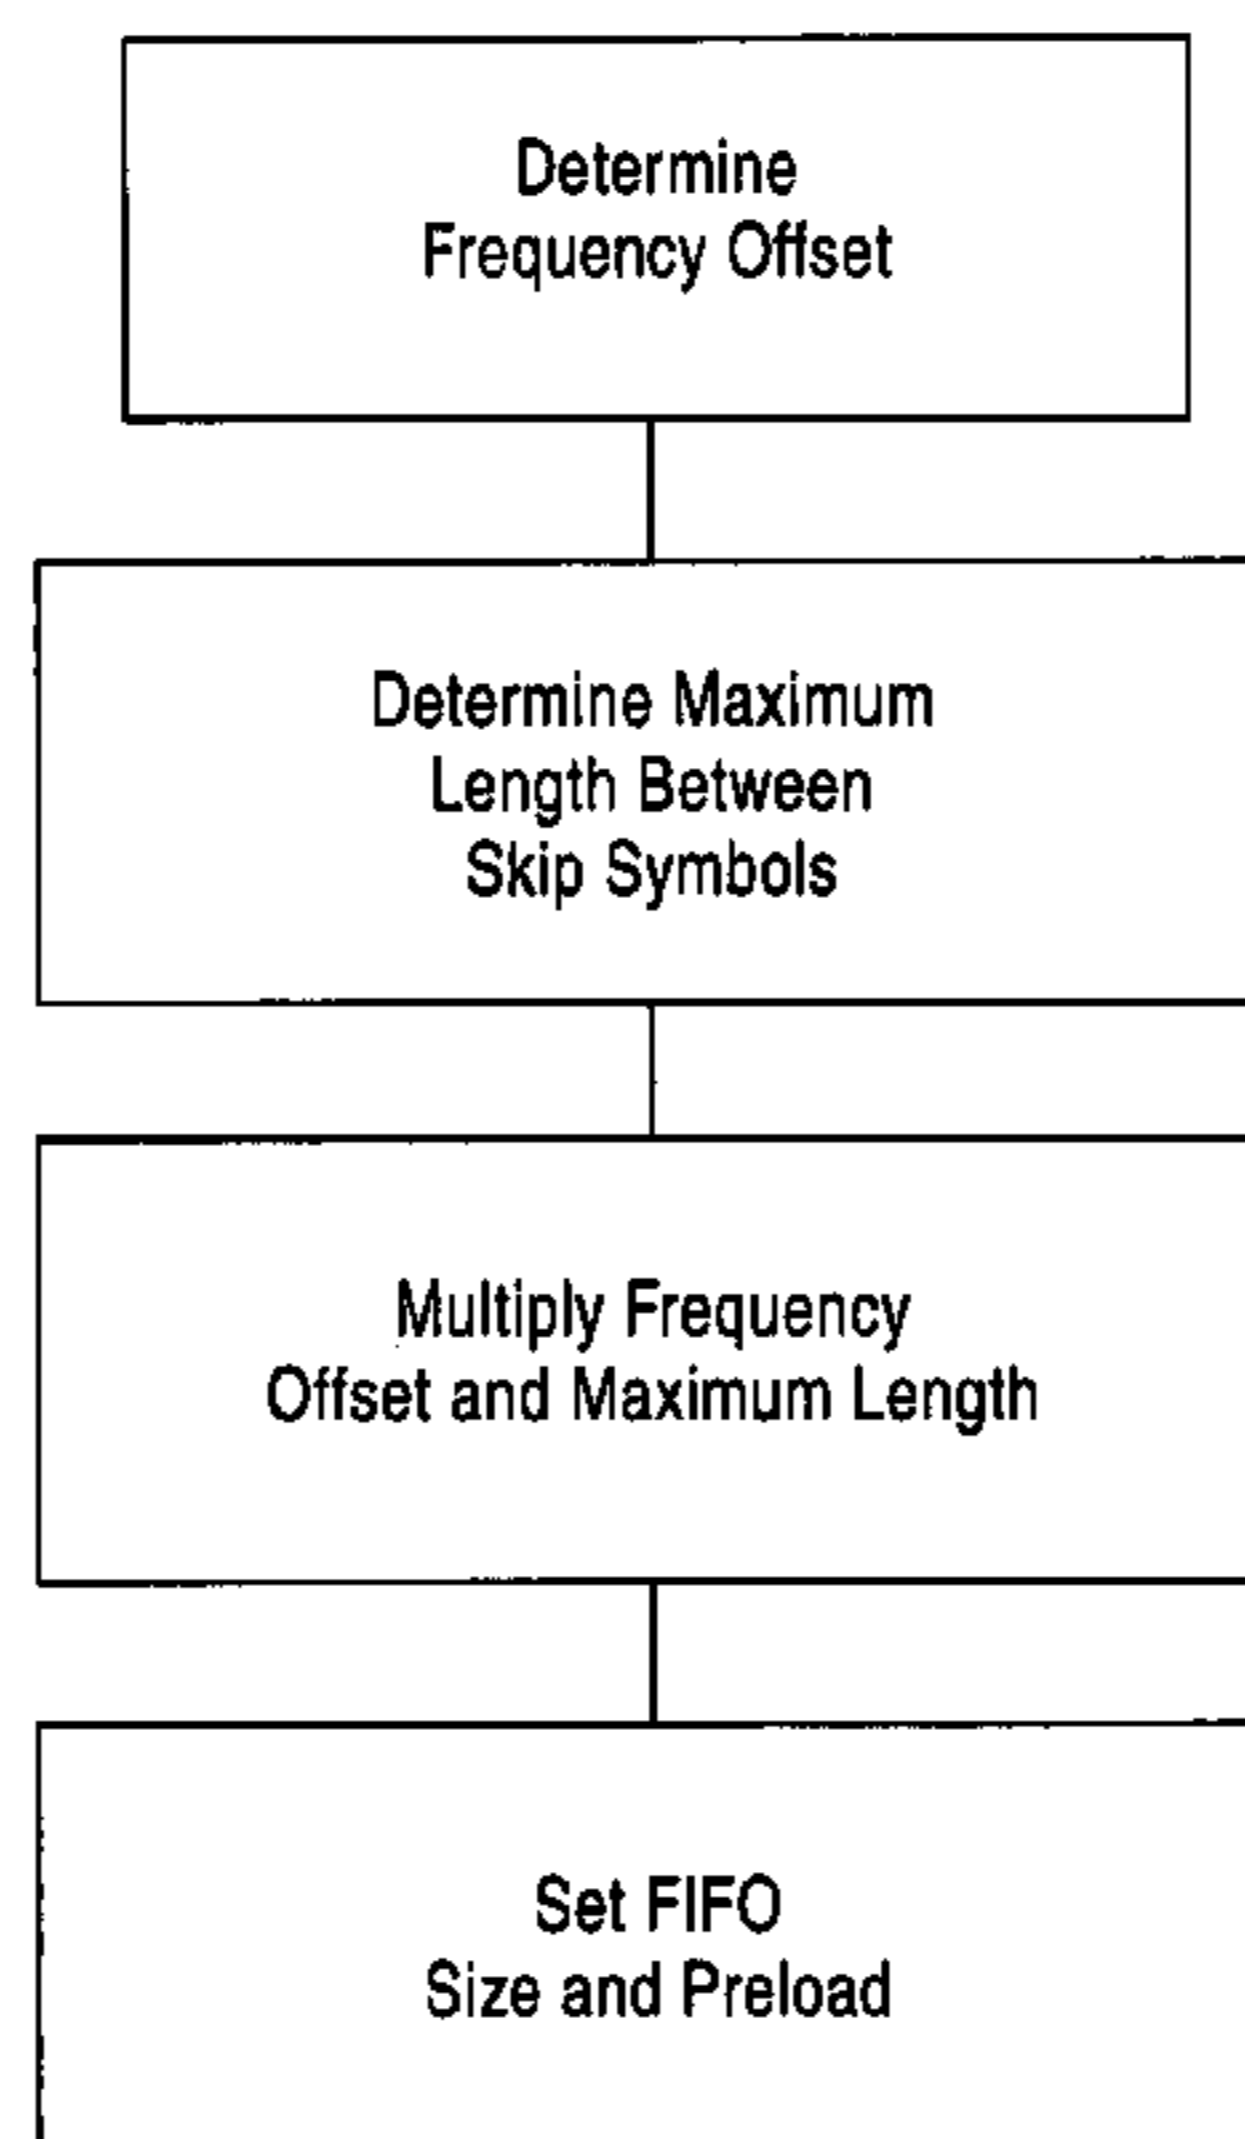 Determine
Frequency Offset
Determine Maximum
Length Between
Skip Symbols
Multiply Frequency
Offset and Maximum Length
Set FIFO
Size and Preload